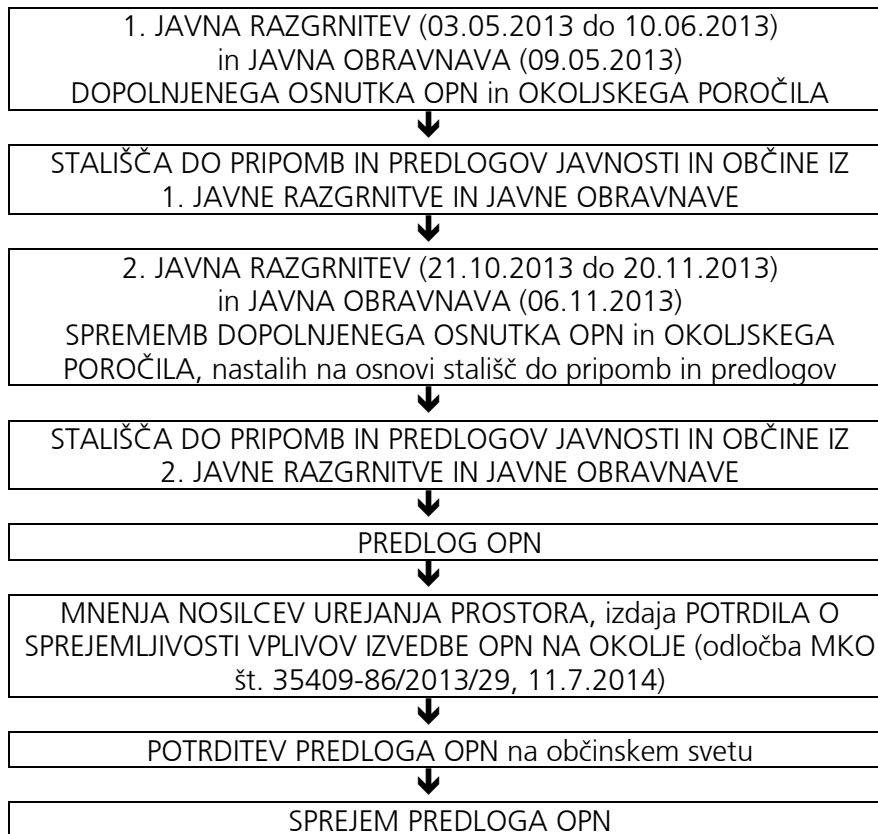 1. JAVNA RAZGRNITEV (03.05.2013 do 10.06.2013)
in JAVNA OBRAVNAVA (09.05.2013)
DOPOLNJENEGA OSNUTKA OPN in OKOLJSKEGA POROČILA
STALIŠČA DO PRIPOMB IN PREDLOGOV JAVNOSTI IN OBČINE IZ
1. JAVNE RAZGRNITVE IN JAVNE OBRAVNAVE
2. JAVNA RAZGRNITEV (21.10.2013 do 20.11.2013)
in JAVNA OBRAVNAVA (06.11.2013)
SPREMEMB DOPOLNJENEGA OSNUTKA OPN in OKOLJSKEGA
POROČILA, nastalih na osnovi stališč do pripomb in predlogov
STALIŠČA DO PRIPOMB IN PREDLOGOV JAVNOSTI IN OBČINE IZ
2. JAVNE RAZGRNITVE IN JAVNE OBRAVNAVE
PREDLOG OPN
MNENJA NOSILCEV UREJANJA PROSTORA, izdaja POTRDILA O
SPREJEMLJIVOSTI VPLIVOV IZVEDBE OPN NA OKOLJE (odločba MKO
št. 35409-86/2013/29, 11.7.2014)
POTRDITEV PREDLOGA OPN na občinskem svetu
SPREJEM PREDLOGA OPN